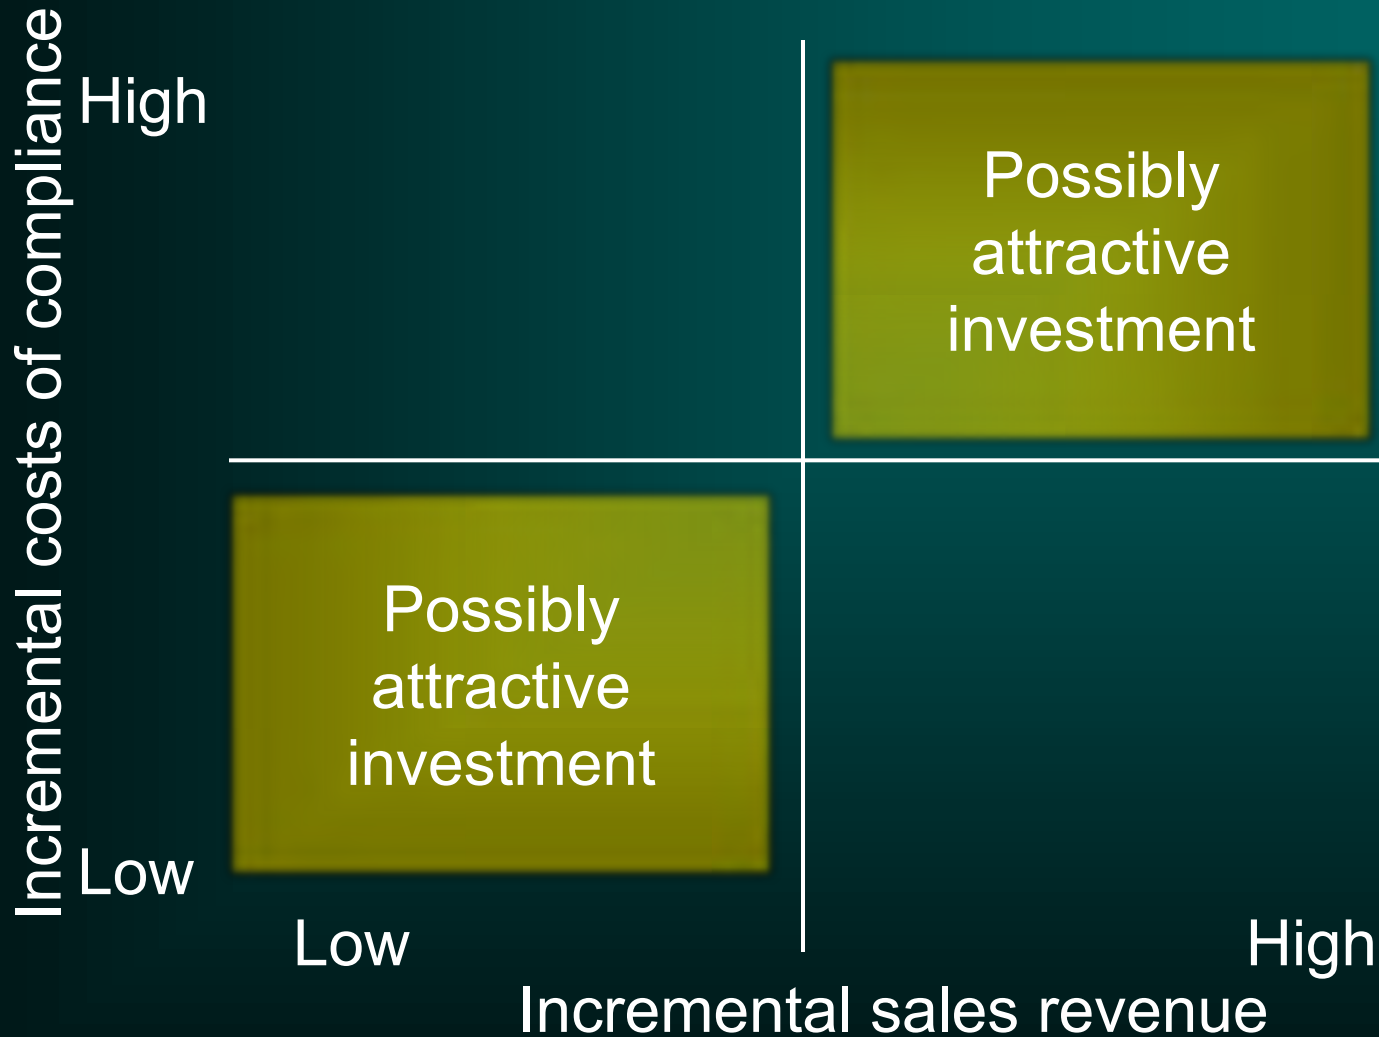 Incremental costs of compliance
High
Possibly
attractive
investment
Possibly
attractive
investment
Low
Low
High
Incremental sales revenue